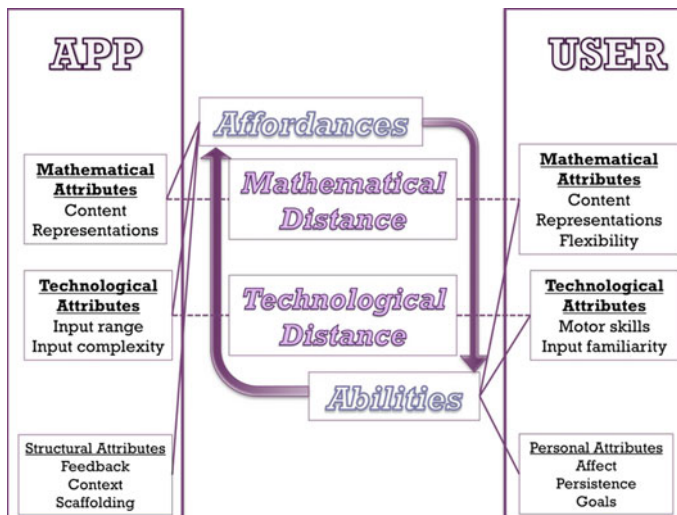 APP
USER
Affordances
Mathematical
Attributes
Content
Representations
Mathematical
Distance
Mathematical
Attributes
Content
Representations
Flexibility
Technological
Attributes
Input range
Input complexity
Technological
Distance
Technological
Attributes
Motor skills
Input familiarity
Abilities
Structural Attributes
Feedback
Context
Scaffolding
Personal Attributes
Affect
Persistence
Goals